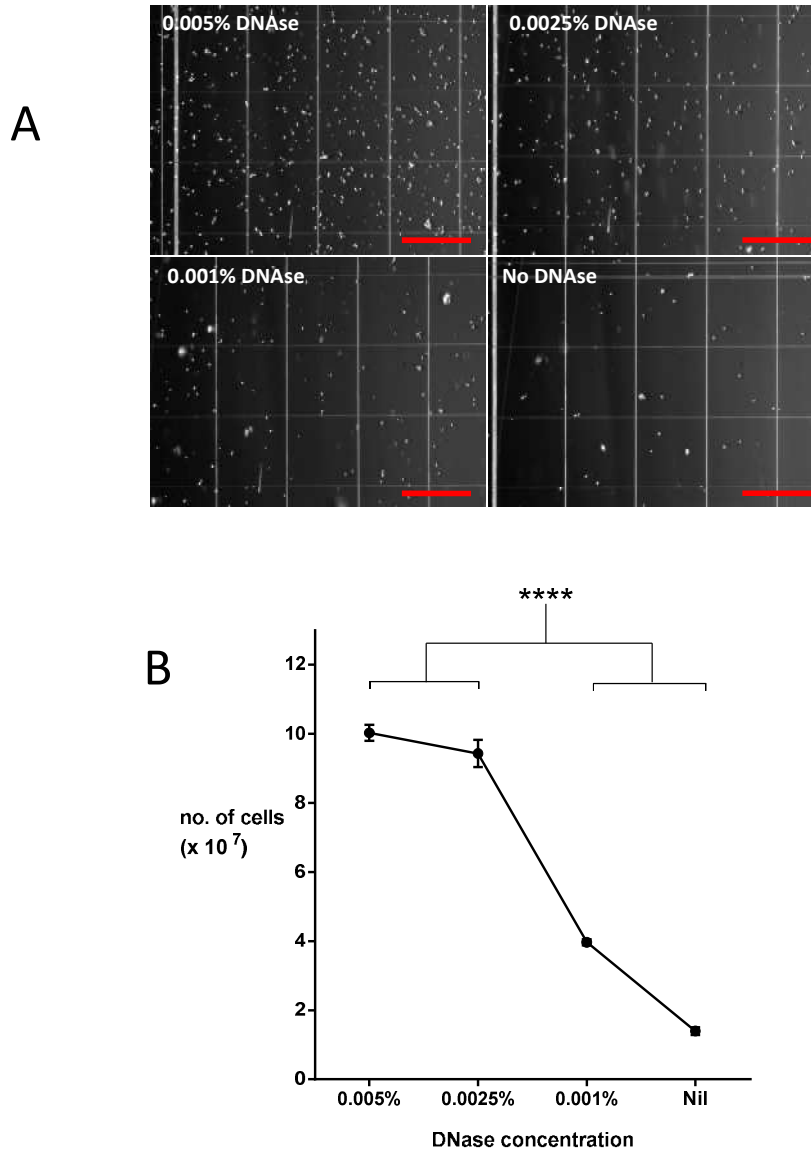 A
0.005% DNAse
0.0025% DNAse
0.001% DNAse
No DNAse
B
****
12
10
8
6
4
2
0
no. of cells
(x 10 7)
0.005% 0.0025% 0.001% Nil
DNase concentration